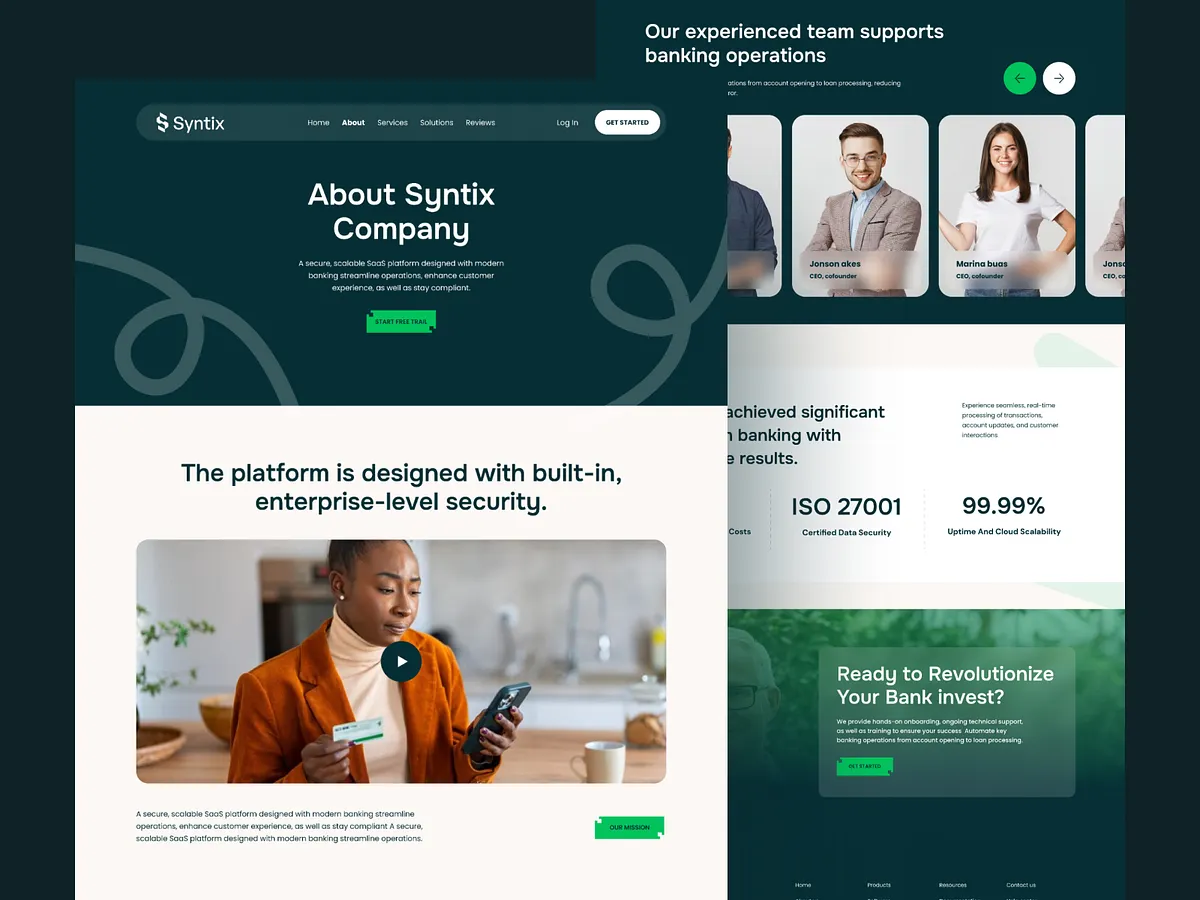 Syntix
Home
About
Services
Solutions
Reviews
Log In
GET STARTED
About Syntix
Company
A secure, scalable SaaS platform designed with modern
banking streamline operations, enhance customer
experience, as well as stay compliant.
START FREE TRAIL
The platform is designed with built-in,
enterprise-level security.
A secure, scalable SaaS platform designed with modern banking streamline
operations, enhance customer experience, as well as stay compliant A secure,
scalable SaaS platform designed with modern banking streamline operations.
OUR MISSION
Our experienced team supports
banking operations
ations from account opening to loan processing, reducing
ror.
Jonson akes
CEO, cofounder
Marina buas
CEO, cofounder
Jonso
CEO, co
achieved significant
n banking with
e results.
Experience seamless, real-time
processing of transactions,
account updates, and customer
interactions
Costs
ISO 27001
Certified Data Security
99.99%
Uptime And Cloud Scalability
Ready to Revolutionize
Your Bank invest?
We provide hands-on onboarding, ongoing technical support,
as well as training to ensure your success Automate key
banking operations from account opening to loan processing.
GET STARTED
Home
Products
Resources
Contact us